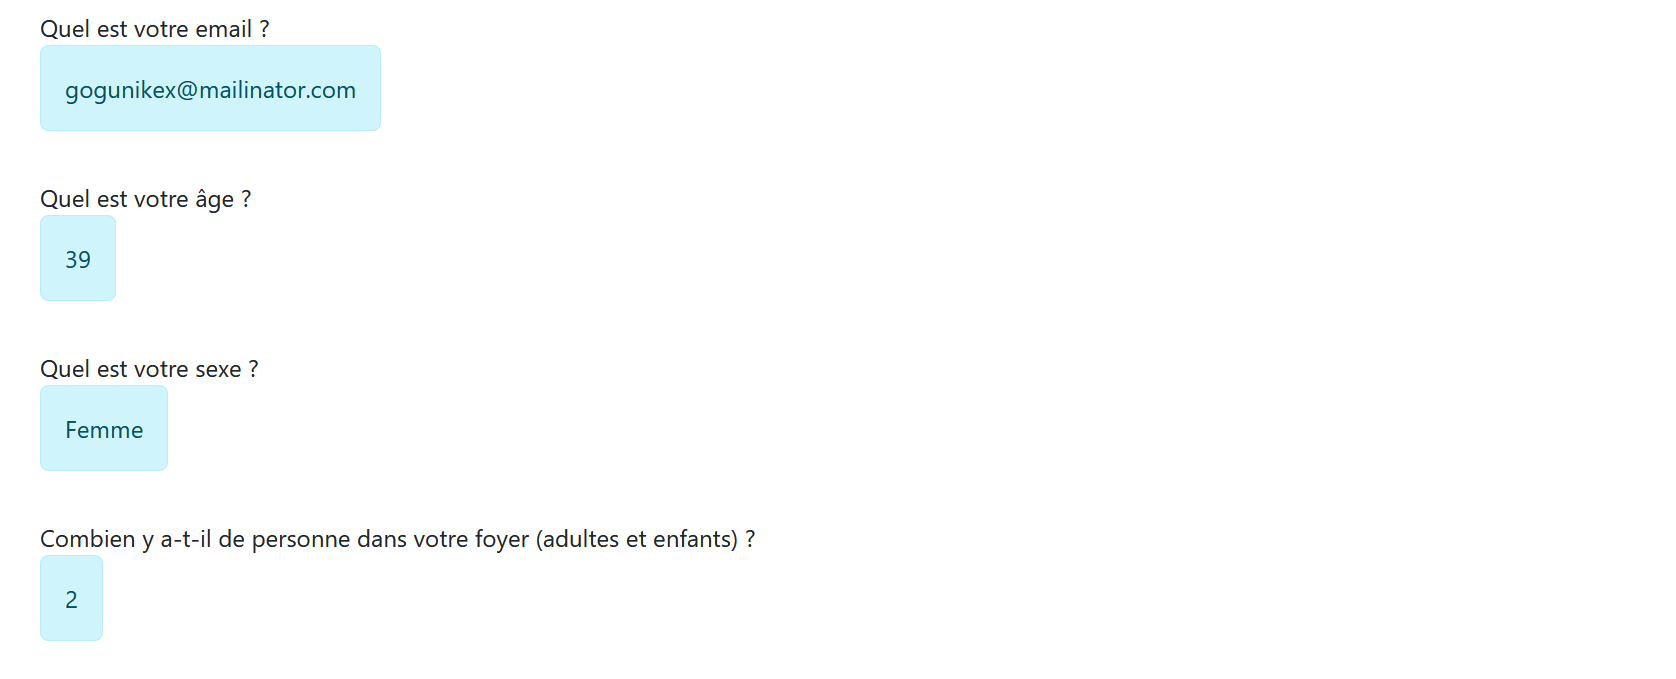 Quel est votre email ?
gogunikex@mailinator.com
Quel est votre âge ?
39
Quel est votre sexe ?
Femme
Combien y a-t-il de personne dans votre foyer (adultes et enfants) ?
2